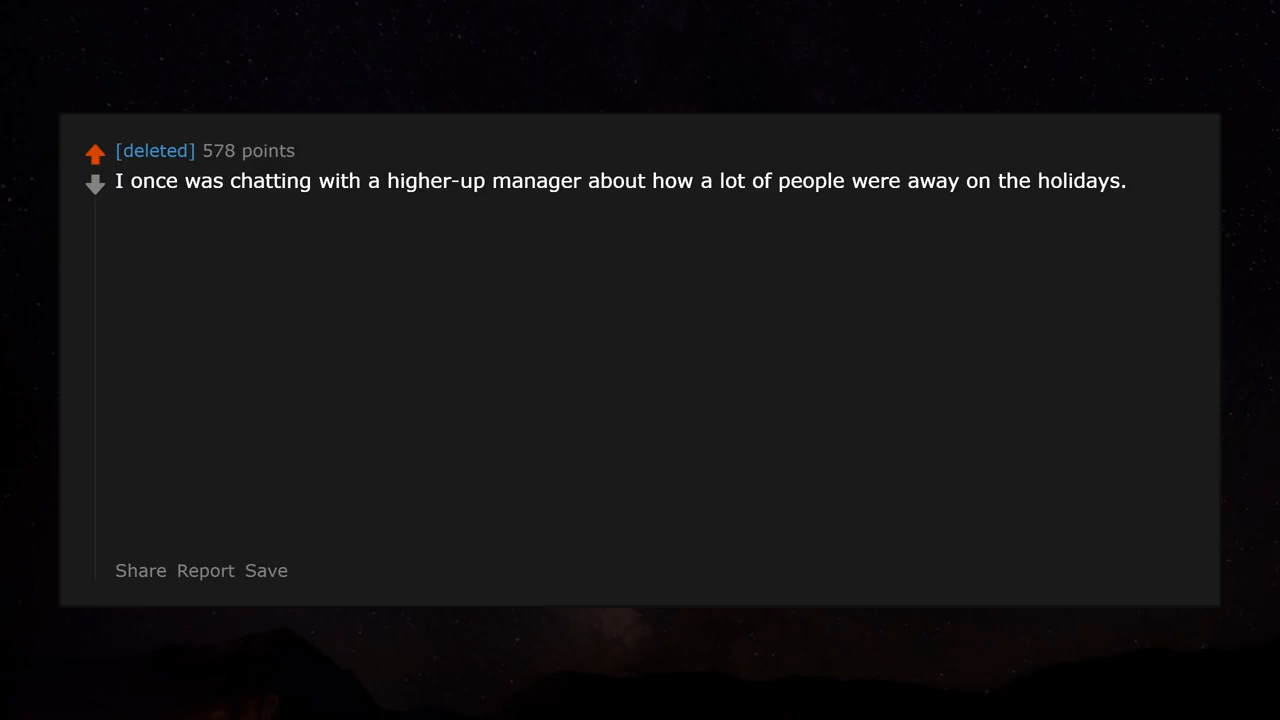 [deleted] 578 points
I once was chatting with a higher-up manager about how a lot of people were away on the holidays.
Share Report Save